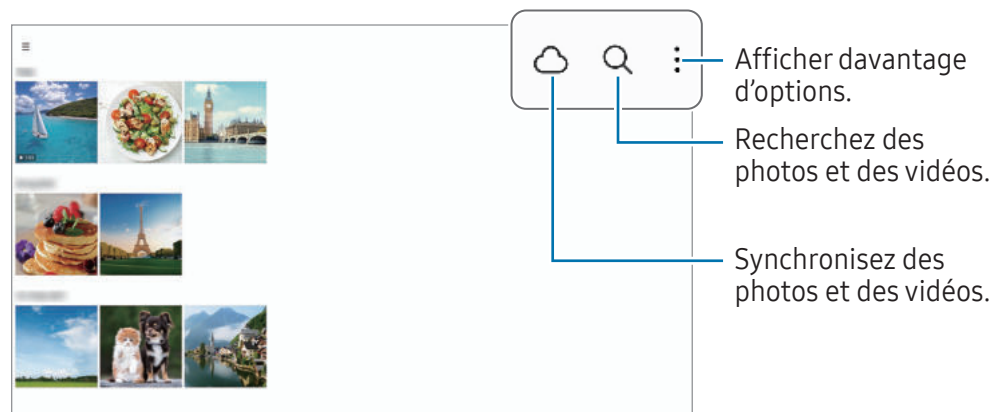 Afficher davantage
d'options.
Recherchez des
photos et des vidéos.
Synchronisez des
photos et des vidéos.